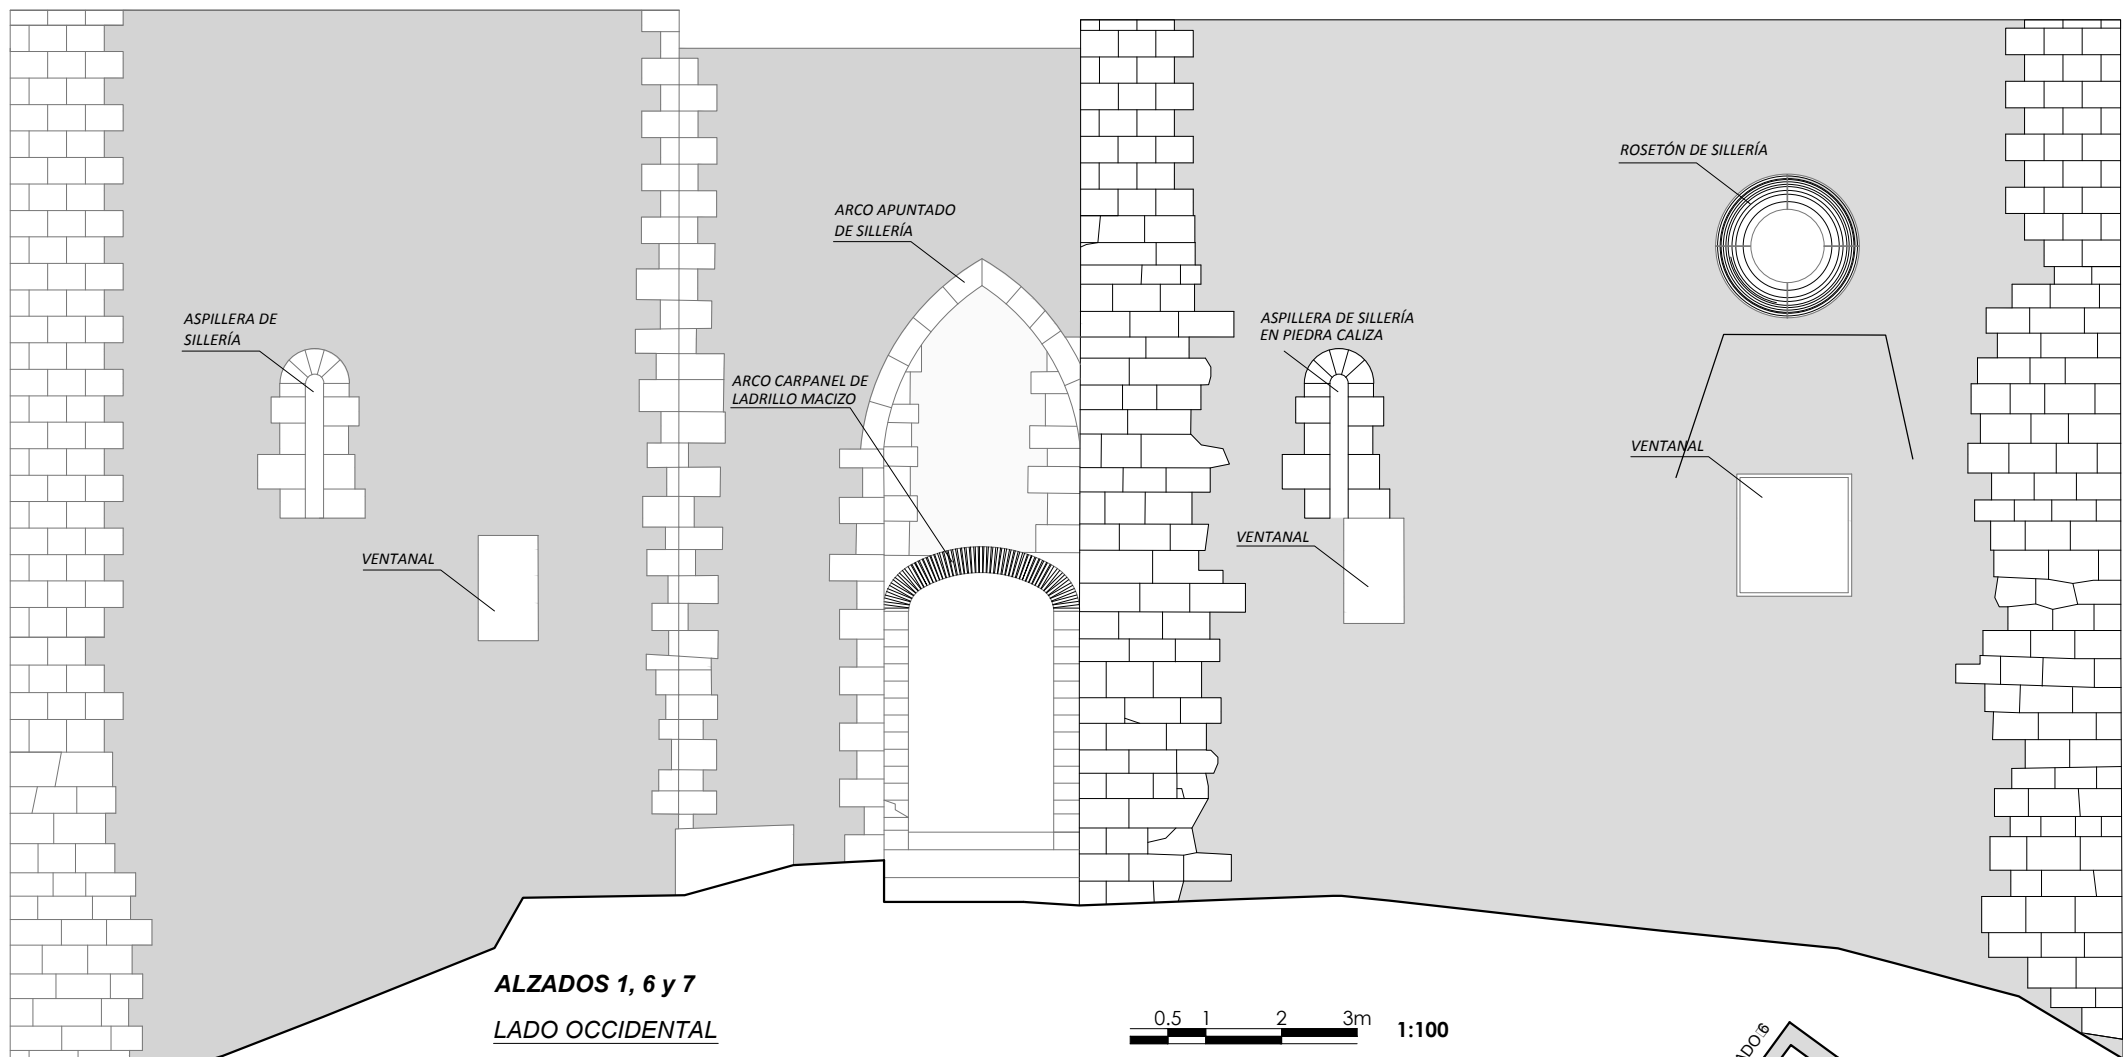 ROSETÓN DE SILLERÍA
ARCO APUNTADO
DE SILLERÍA
ASPILLERA DE
SILLERÍA
ASPILLERA DE SILLERÍA
EN PIEDRA CALIZA
ARCO CARPANEL DE
LADRILLO MACIZO
VENTANAL
VENTANAL
VENTANAL
ALZADOS 1, 6 y 7
LADO OCCIDENTAL
0.5 1 2 3m 1:100